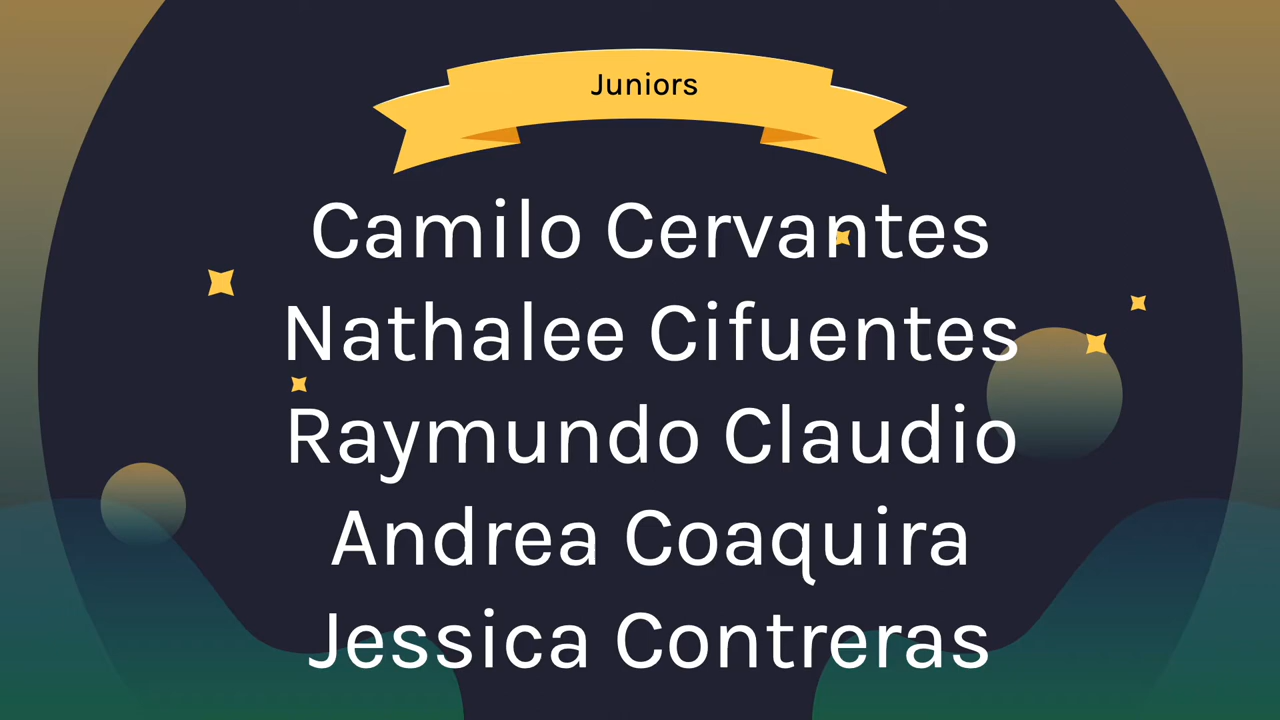 Juniors
Camilo Cervantes
Nathalee Cifuentes
Raymundo Claudio
Andrea Coaquira
Jessica Contreras